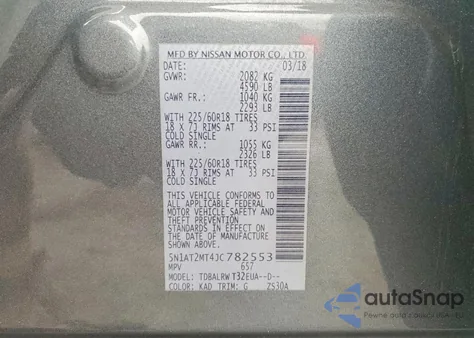 MFD BY NISSAN MOTOR CO., LTD.
DATE: 03/18
GVWR: 2082 KG
4590 LB
GAWR FR.: 1040 KG
2293 LB
WITH 225/60R18 TIRES
18 X 7J RIMS AT 33 PSI
COLD SINGLE
GAWR RR.: 1055 KG
2326 LB
WITH 225/60R18 TIRES
18 X 7J RIMS AT 33 PSI
COLD SINGLE
THIS VEHICLE CONFORMS TO
ALL APPLICABLE FEDERAL
MOTOR VEHICLE SAFETY AND
THEFT PREVENTION
STANDARDS IN EFFECT ON
THE DATE OF MANUFACTURE
SHOWN ABOVE.
5N1AT2MT4JC782553
MPV 657
MODEL: TDBALRWT32EUA--D--
COLOR: KAD TRIM: G ZS30A
autoSnap